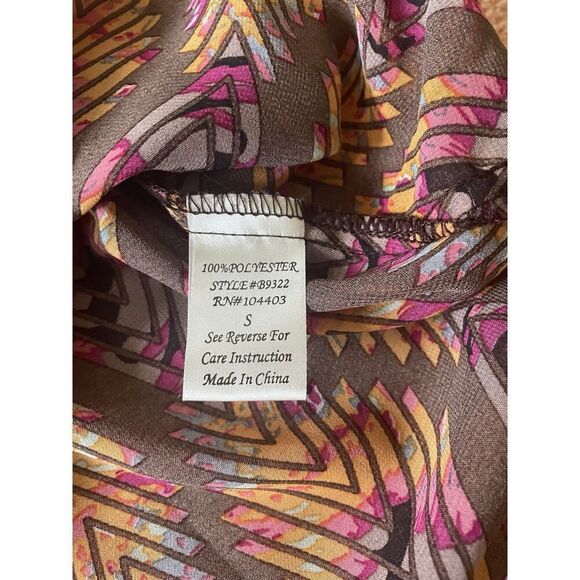 100%POLYESTER
STYLE#B9322
RN#104403
S
See Reverse For
Care Instruction
Made In China